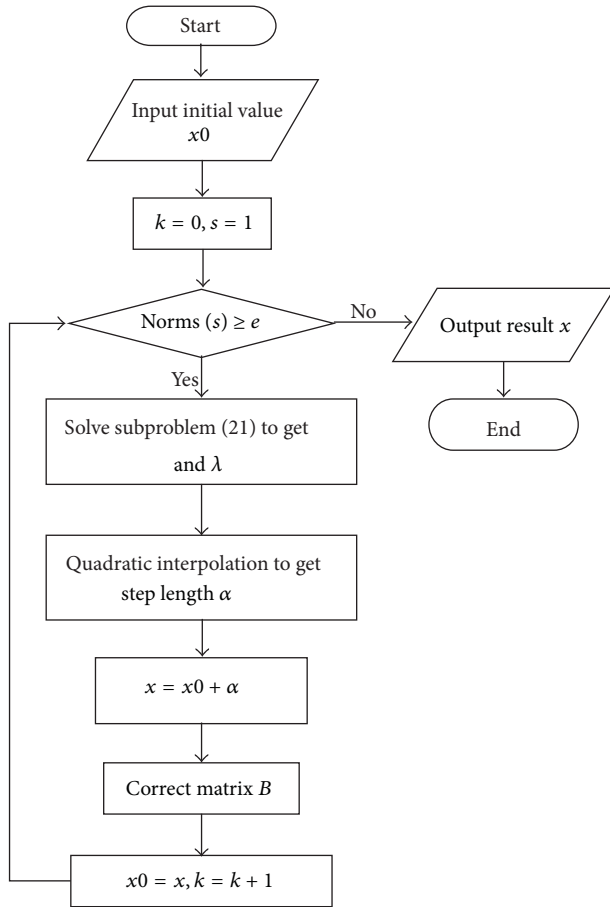 Start
Input initial value
x0
k = 0, s = 1
Norms (s) ≥ e
No
Output result x
End
Yes
Solve subproblem (21) to get
and λ
Quadratic interpolation to get
step length α
x = x0 + α
Correct matrix B
x0 = x, k = k + 1